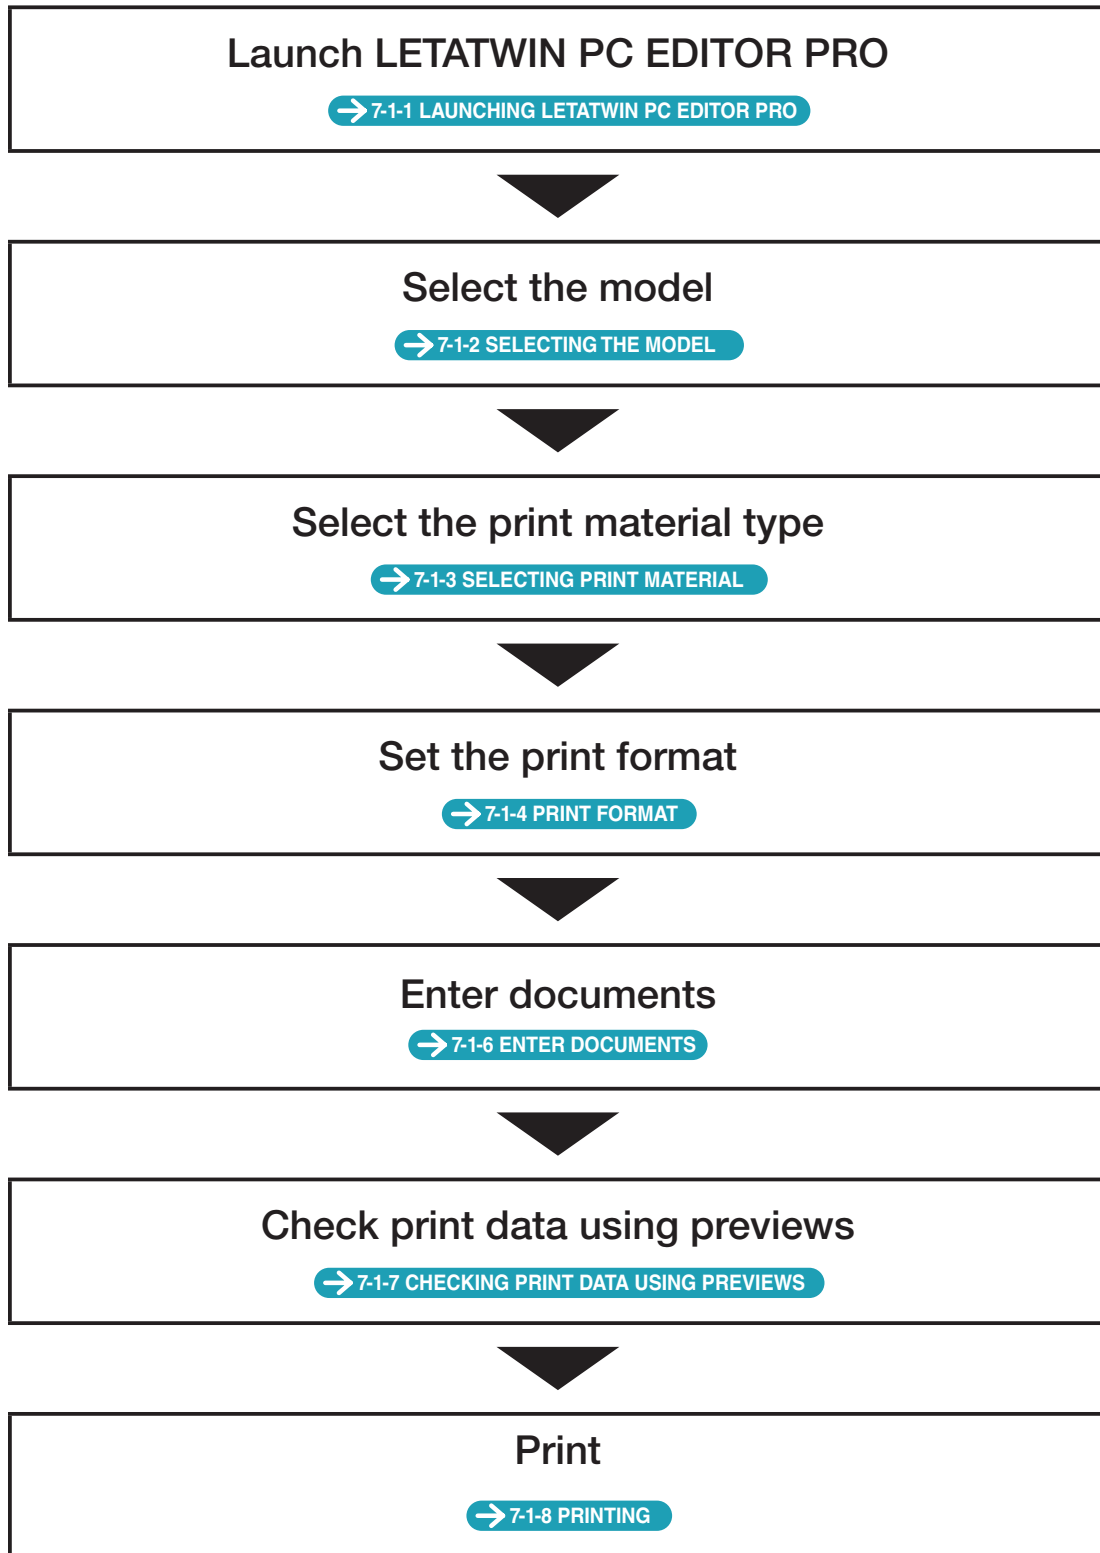 Launch LETATWIN PC EDITOR PRO
7-1-1 LAUNCHING LETATWIN PC EDITOR PRO
Select the model
7-1-2 SELECTING THE MODEL
Select the print material type
7-1-3 SELECTING PRINT MATERIAL
Set the print format
7-1-4 PRINT FORMAT
Enter documents
7-1-6 ENTER DOCUMENTS
Check print data using previews
7-1-7 CHECKING PRINT DATA USING PREVIEWS
Print
7-1-8 PRINTING